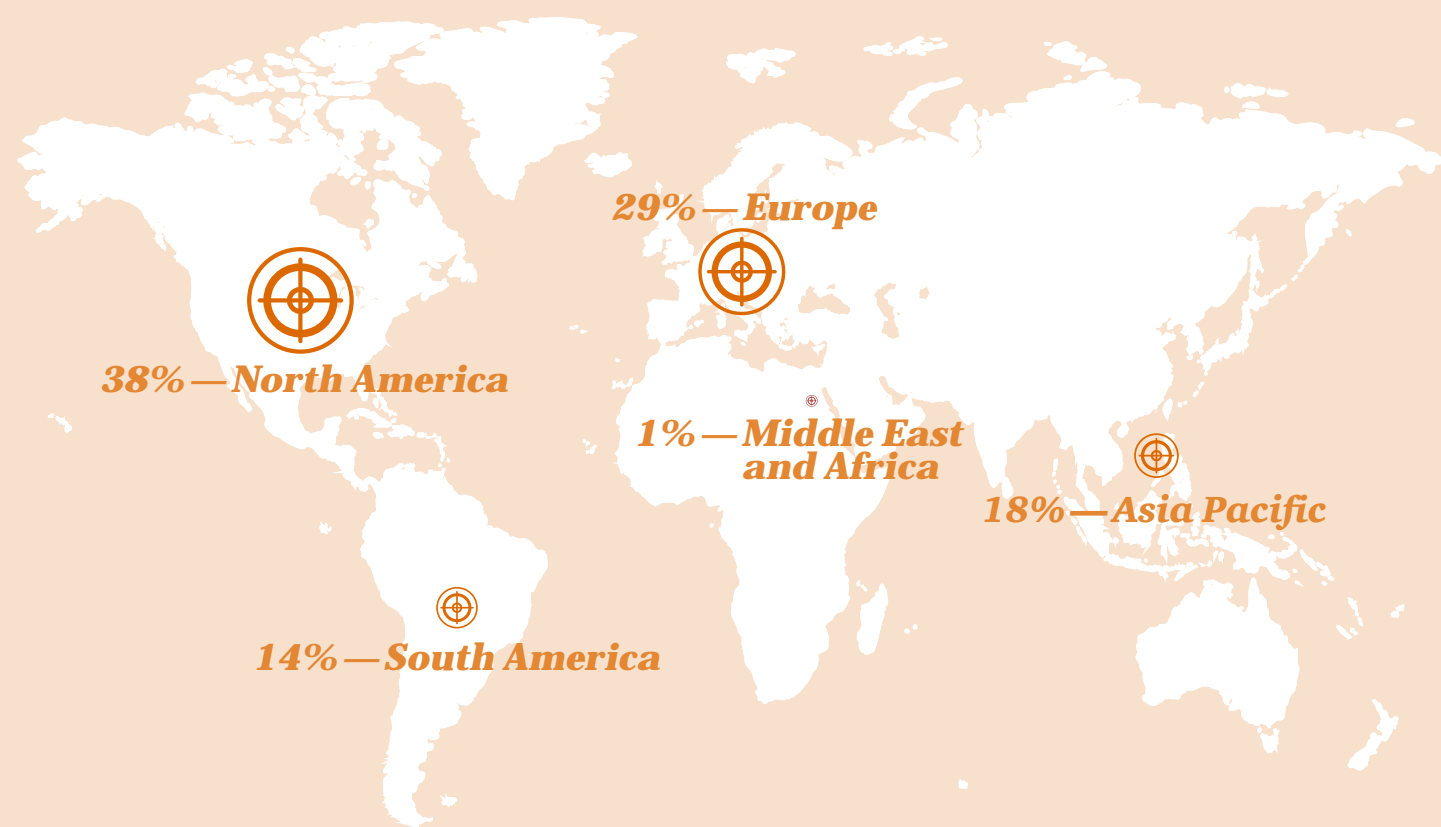 29% — Europe
38% — North America
1% — Middle East
and Africa
18% — Asia Pacific
14% — South America